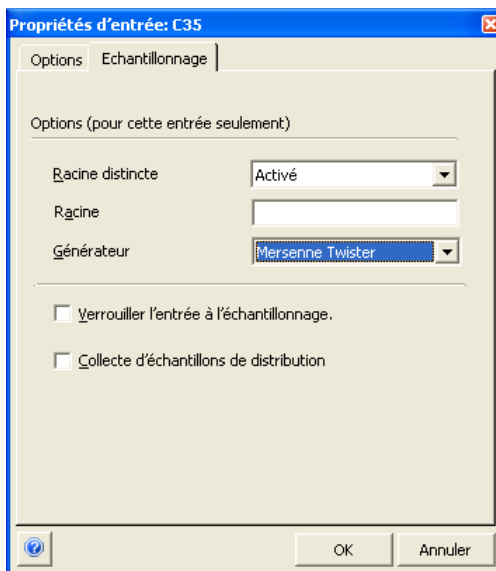 Propriétés d'entrée: C35
Options Echantillonnage
Options (pour cette entrée seulement)
Racine distincte Activé
Racine
Générateur Mersenne Twister
Verrouiller l'entrée à l'échantillonnage.
Collecte d'échantillons de distribution
OK Annuler